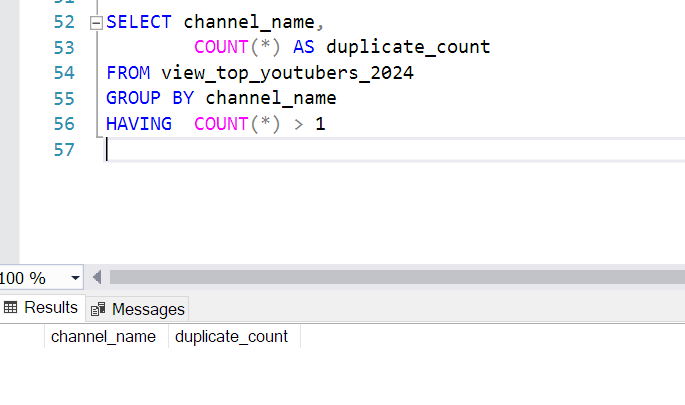 51
52 SELECT channel_name,
53 COUNT(*) AS duplicate_count
54 FROM view_top_youtubers_2024
55 GROUP BY channel_name
56 HAVING COUNT(*) > 1
57
100 %
Results Messages
channel_name duplicate_count